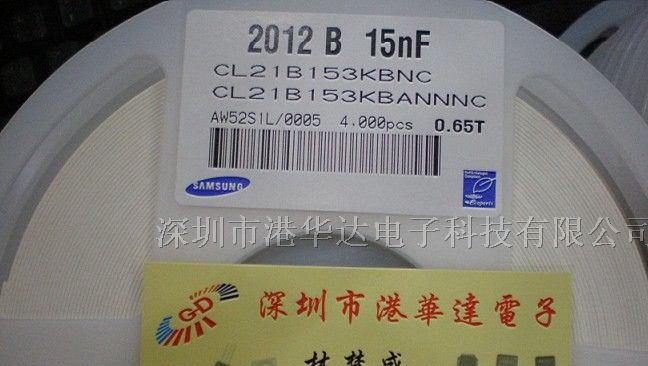 2012 B 15nF
CL21B153KBNC
CL21B153KBANNNC
AW52S1L/0005 4.000pcs 0.65T
SAMSUNG
深圳市港华达电子科技有限公司
GD 深圳市港華達電子